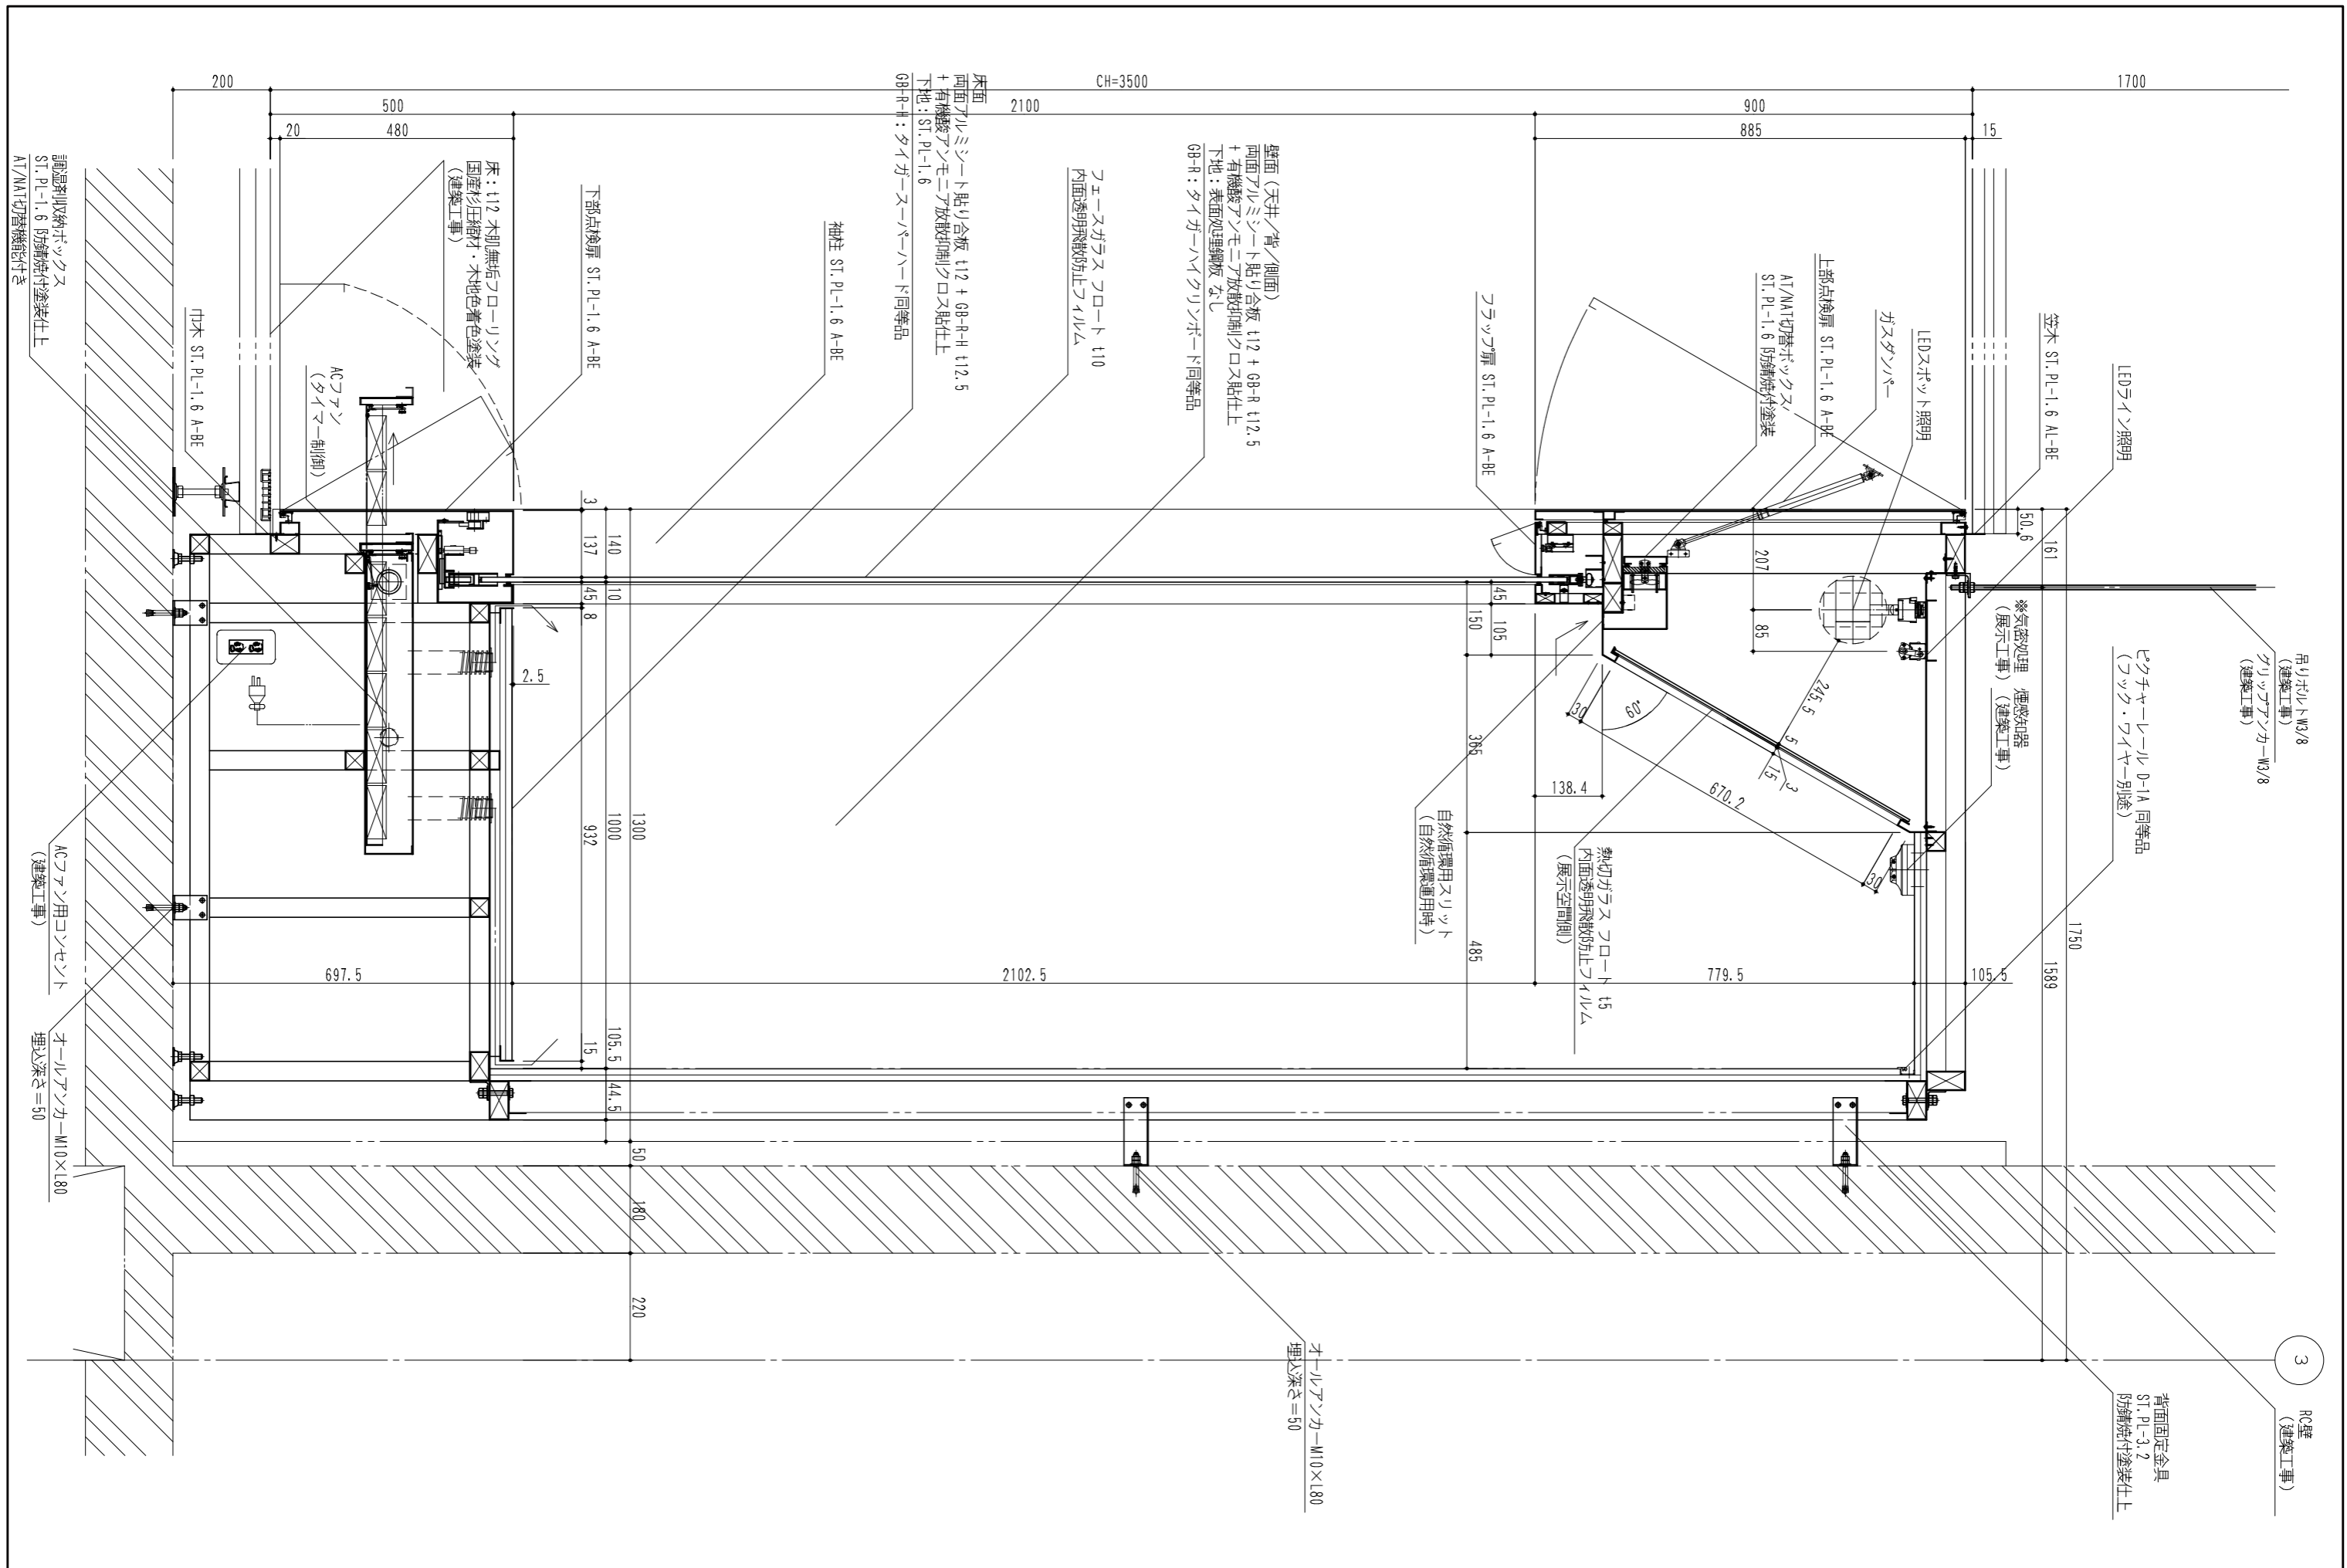 200
CH=3500
1700
500
2100
900
20
480
885
15
調湿剤収納ボックス
ST.PL-1.6 防錆焼付塗装仕上
AT/NAT切替機能付き
巾木 ST.PL-1.6 A-BE
ACファン
(タイマー制御)
床:t12 木肌無垢フローリング
国産杉圧縮材・木地色着色塗装
(建築工事)
下部点検扉 ST.PL-1.6 A-BE
袖柱 ST.PL-1.6 A-BE
床面
両面アルミシート貼り合板 t12 + GB-R-H t12.5
+ 有機酸アンモニア放散抑制クロス貼仕上
下地:ST.PL-1.6
GB-R-H:タイガースーパーハード同等品
フェースガラス フロート t10
内面透明飛散防止フィルム
壁面(天井/背/側面)
両面アルミシート貼り合板 t12 + GB-R t12.5
+ 有機酸アンモニア放散抑制クロス貼仕上
下地:表面処理鋼板 なし
GB-R:タイガーハイクリンボード同等品
フラップ扉 ST.PL-1.6 A-BE
AT/NAT切替ボックス
ST.PL-1.6 防錆焼付塗装
上部点検扉 ST.PL-1.6 A-BE
ガスダンパー
LEDスポット照明
笠木 ST.PL-1.6 AL-BE
LEDライン照明
3
137
45
8
932
15
140
10
1000
105.5
44.5
1300
50
180
220
2.5
50.6
161
207
85
45
105
150
365
485
138.4
30
60°
670.2
30
245.5
5
15
3
1589
1750
※気密処理
(展示工事)
煙感知器
(建築工事)
ピクチャーレール D-1A 同等品
(フック・ワイヤー別途)
吊りボルトW3/8
(建築工事)
グリップアンカーW3/8
(建築工事)
自然循環用スリット
(自然循環運用時)
熱切ガラス フロート t5
内面透明飛散防止フィルム
(展示空間側)
697.5
2102.5
779.5
105.5
ACファン用コンセント
(建築工事)
オールアンカーM10×L80
埋込深さ=50
オールアンカーM10×L80
埋込深さ=50
背面固定金具
ST.PL-3.2
防錆焼付塗装仕上
RC壁
(建築工事)
3